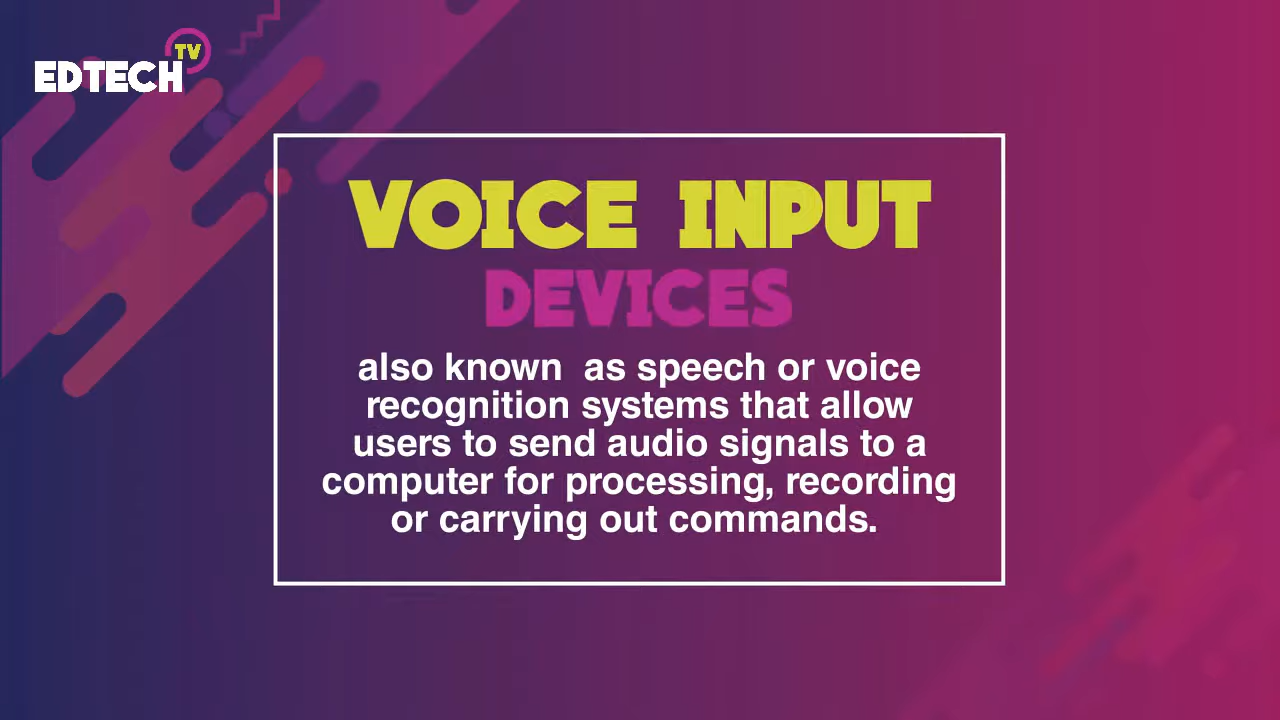 TV
EDTECH
VOICE INPUT
DEVICES
also known  as speech or voice
recognition systems that allow
users to send audio signals to a
computer for processing, recording
or carrying out commands.